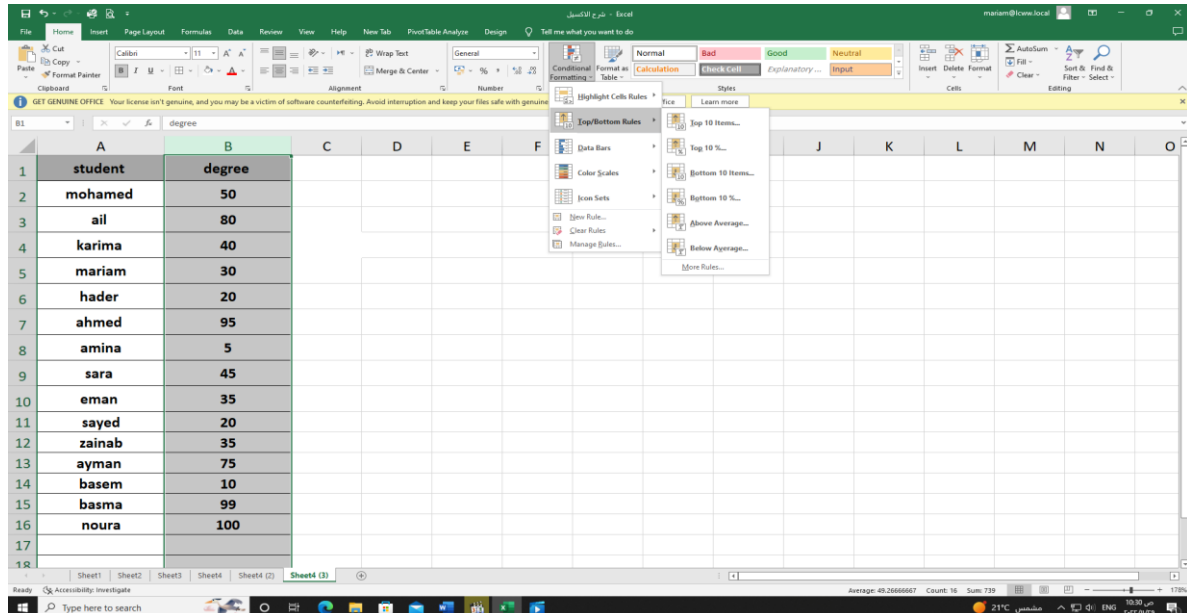 شرح الاكسيل - Excel
mariam@lcww.local
File Home Insert Page Layout Formulas Data Review View Help New Tab PivotTable Analyze Design Tell me what you want to do
Paste
Cut
Copy
Format Painter
Clipboard
Calibri 11 A A
B I U A
Font
Wrap Text
Merge & Center
Alignment
General
%
Number
Conditional Formatting
Format as Table
Normal Bad Good Neutral
Calculation Check Cell Explanatory ... Input
Styles
Insert Delete Format
Cells
AutoSum
Fill
Clear
Sort & Filter
Find & Select
Editing
GET GENUINE OFFICE Your license isn't genuine, and you may be a victim of software counterfeiting. Avoid interruption and keep your files safe with genuine
fice Learn more
B1 fx degree
Highlight Cells Rules
Top/Bottom Rules
Data Bars
Color Scales
Icon Sets
New Rule...
Clear Rules
Manage Rules...
Top 10 Items...
Top 10 %...
Bottom 10 Items...
Bottom 10 %...
Above Average...
Below Average...
More Rules...
A B C D E F J K L M N O
1 student degree
2 mohamed 50
3 ail 80
4 karima 40
5 mariam 30
6 hader 20
7 ahmed 95
8 amina 5
9 sara 45
10 eman 35
11 sayed 20
12 zainab 35
13 ayman 75
14 basem 10
15 basma 99
16 noura 100
17
18
Sheet1 Sheet2 Sheet3 Sheet4 Sheet4 (2) Sheet4 (3)
Ready Accessibility: Investigate Average: 49.26666667 Count: 16 Sum: 739 178%
Type here to search 21°C مشمس ENG 10:30 ص